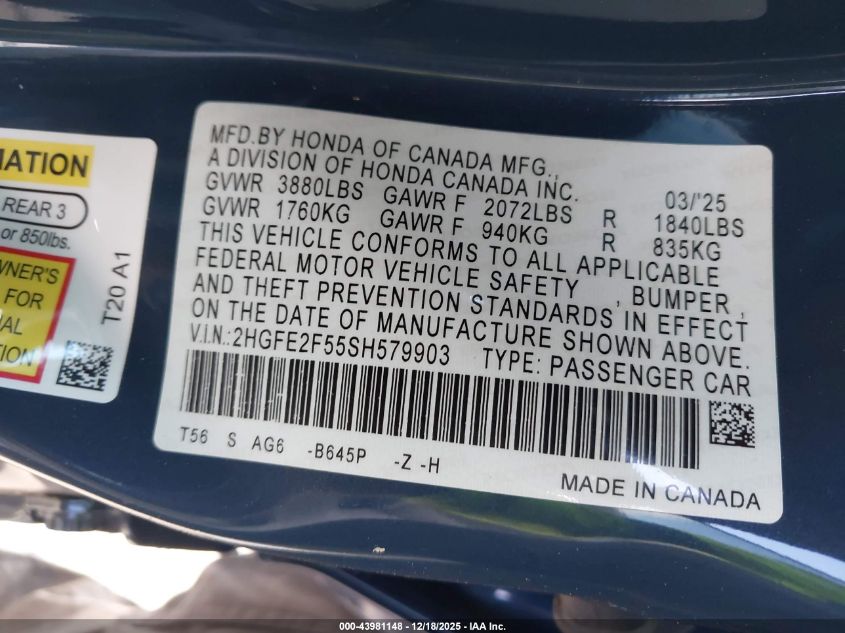 MATION
REAR 3
or 850lbs.
WNER'S
FOR
T20 A1
MFD.BY HONDA OF CANADA MFG.,
A DIVISION OF HONDA CANADA INC.
03/'25
GVWR 3880LBS GAWR F 2072LBS R 1840LBS
GVWR 1760KG GAWR F 940KG R 835KG
THIS VEHICLE CONFORMS TO ALL APPLICABLE
FEDERAL MOTOR VEHICLE SAFETY , BUMPER ,
AND THEFT PREVENTION STANDARDS IN EFFECT
ON THE DATE OF MANUFACTURE SHOWN ABOVE.
V.I.N.:2HGFE2F55SH579903 TYPE: PASSENGER CAR
T56 S AG6 -B645P -Z -H
MADE IN CANADA
000-43981148 - 12/18/2025 - IAA Inc.